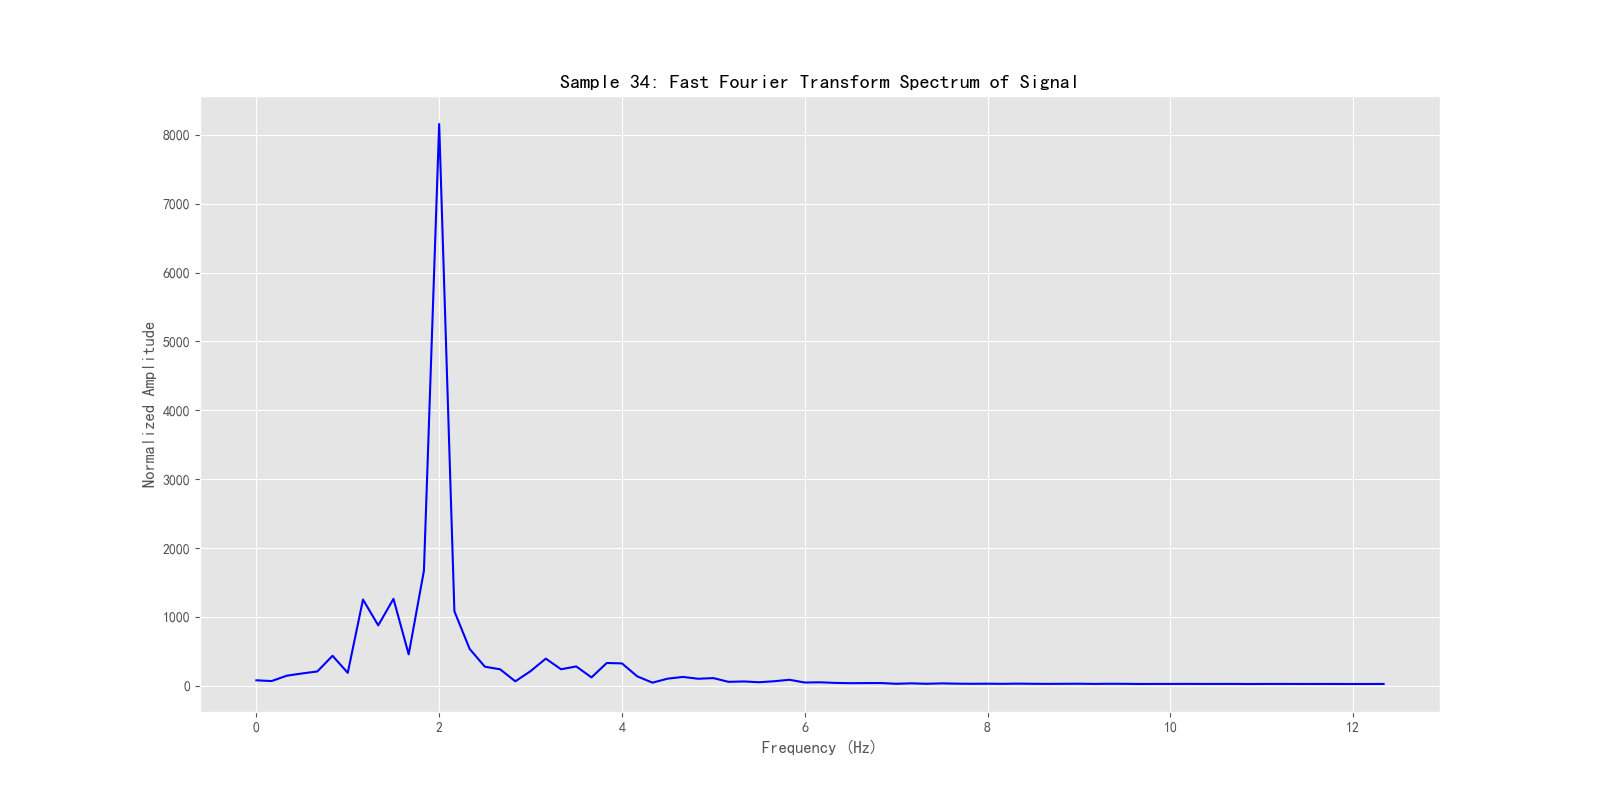 Sample 34: Fast Fourier Transform Spectrum of Signal
Normalized Amplitude
8000
7000
6000
5000
4000
3000
2000
1000
0
0 2 4 6 8 10 12
Frequency (Hz)